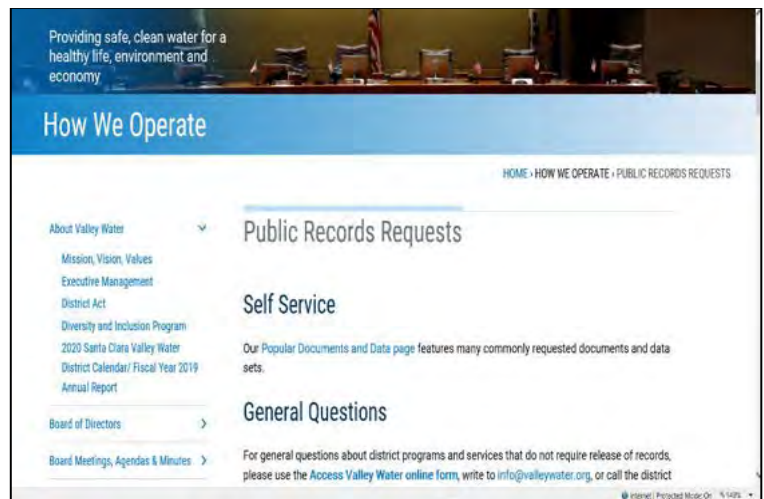 Providing safe, clean water for a
healthy life, environment and
economy
How We Operate
HOME › HOW WE OPERATE › PUBLIC RECORDS REQUESTS
About Valley Water
Mission, Vision, Values
Executive Management
District Act
Diversity and Inclusion Program
2020 Santa Clara Valley Water
District Calendar/ Fiscal Year 2019
Annual Report
Board of Directors
Board Meetings, Agendas & Minutes
Public Records Requests
Self Service
Our Popular Documents and Data page features many commonly requested documents and data
sets.
General Questions
For general questions about district programs and services that do not require release of records,
please use the Access Valley Water online form, write to info@valleywater.org, or call the district
Internet | Protected Mode: On
140%